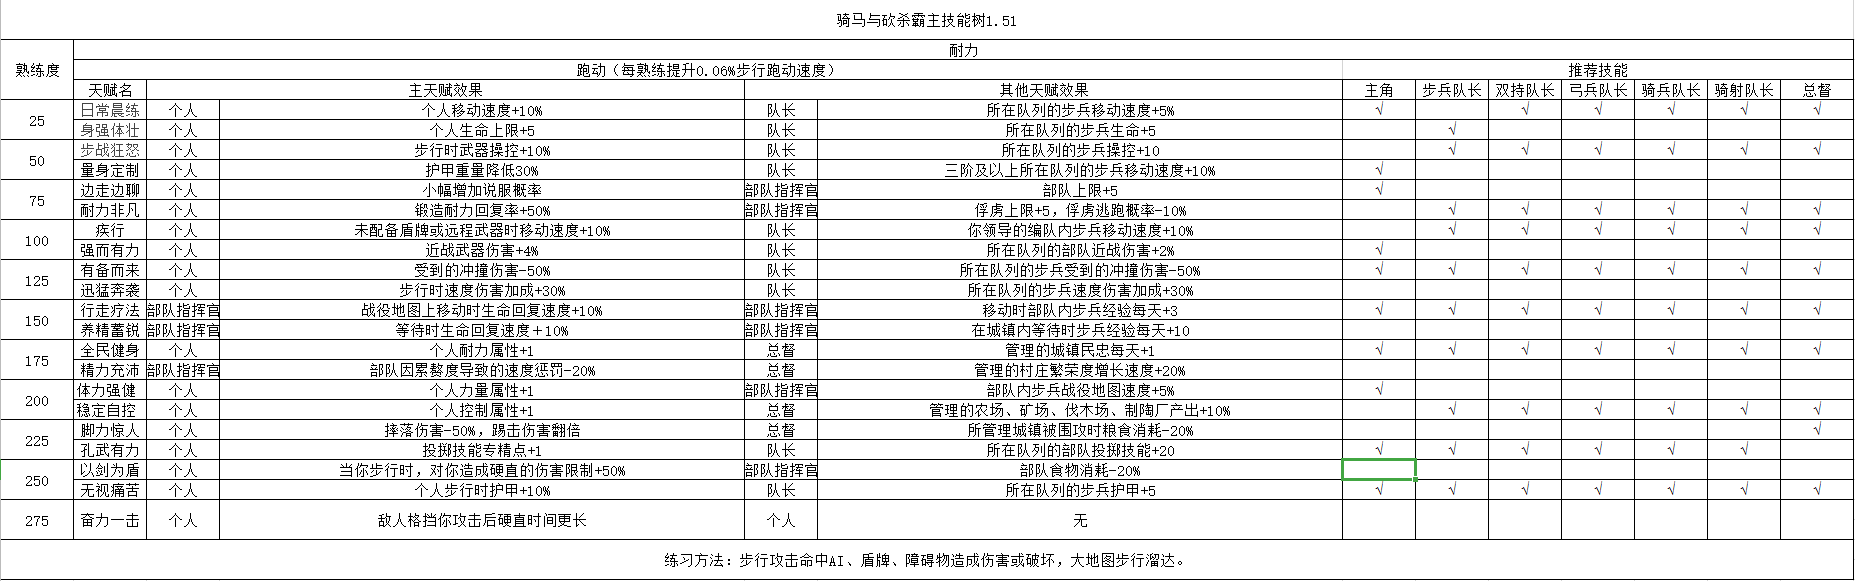 骑马与砍杀霸主技能树1.51
熟练度 耐力
跑动（每熟练提升0.06%步行跑动速度） 推荐技能
天赋名 主天赋效果 其他天赋效果 主角 步兵队长 双持队长 弓兵队长 骑兵队长 骑射队长 总督
25 日常晨练 个人 个人移动速度+10% 队长 所在队列的步兵移动速度+5% √ √ √ √ √ √
身强体壮 个人 个人生命上限+5 队长 所在队列的步兵生命+5 √
50 步战狂怒 个人 步行时武器操控+10% 队长 所在队列的步兵操控+10 √ √ √ √ √ √
量身定制 个人 护甲重量降低30% 队长 三阶及以上所在队列的步兵移动速度+10% √
75 边走边聊 个人 小幅增加说服概率 部队指挥官 部队上限+5 √
耐力非凡 个人 锻造耐力回复率+50% 部队指挥官 俘虏上限+5，俘虏逃跑概率-10% √ √ √ √ √ √
100 疾行 个人 未配备盾牌或远程武器时移动速度+10% 队长 你领导的编队内步兵移动速度+10% √ √ √ √ √ √
强而有力 个人 近战武器伤害+4% 队长 所在队列的部队近战伤害+2% √
125 有备而来 个人 受到的冲撞伤害-50% 队长 所在队列的步兵受到的冲撞伤害-50% √ √ √ √ √ √ √
迅猛奔袭 个人 步行时速度伤害加成+30% 队长 所在队列的步兵速度伤害加成+30%
150 行走疗法 部队指挥官 战役地图上移动时生命回复速度+10% 部队指挥官 移动时部队内步兵经验每天+3 √ √ √ √ √ √ √
养精蓄锐 部队指挥官 等待时生命回复速度＋10% 部队指挥官 在城镇内等待时步兵经验每天+10
175 全民健身 个人 个人耐力属性+1 总督 管理的城镇民忠每天+1 √ √ √ √ √ √ √
精力充沛 部队指挥官 部队因累赘度导致的速度惩罚-20% 总督 管理的村庄繁荣度增长速度+20%
200 体力强健 个人 个人力量属性+1 部队指挥官 部队内步兵战役地图速度+5% √
稳定自控 个人 个人控制属性+1 总督 管理的农场、矿场、伐木场、制陶厂产出+10% √ √ √ √ √ √
225 脚力惊人 个人 摔落伤害-50%，踢击伤害翻倍 总督 所管理城镇被围攻时粮食消耗-20% √
孔武有力 个人 投掷技能专精点+1 队长 所在队列的部队投掷技能+20 √ √ √ √ √ √
250 以剑为盾 个人 当你步行时，对你造成硬直的伤害限制+50% 部队指挥官 部队食物消耗-20%
无视痛苦 个人 个人步行时护甲+10% 队长 所在队列的步兵护甲+5 √ √ √ √ √ √ √
275 奋力一击 个人 敌人格挡你攻击后硬直时间更长 个人 无
练习方法：步行攻击命中AI、盾牌、障碍物造成伤害或破坏，大地图步行溜达。